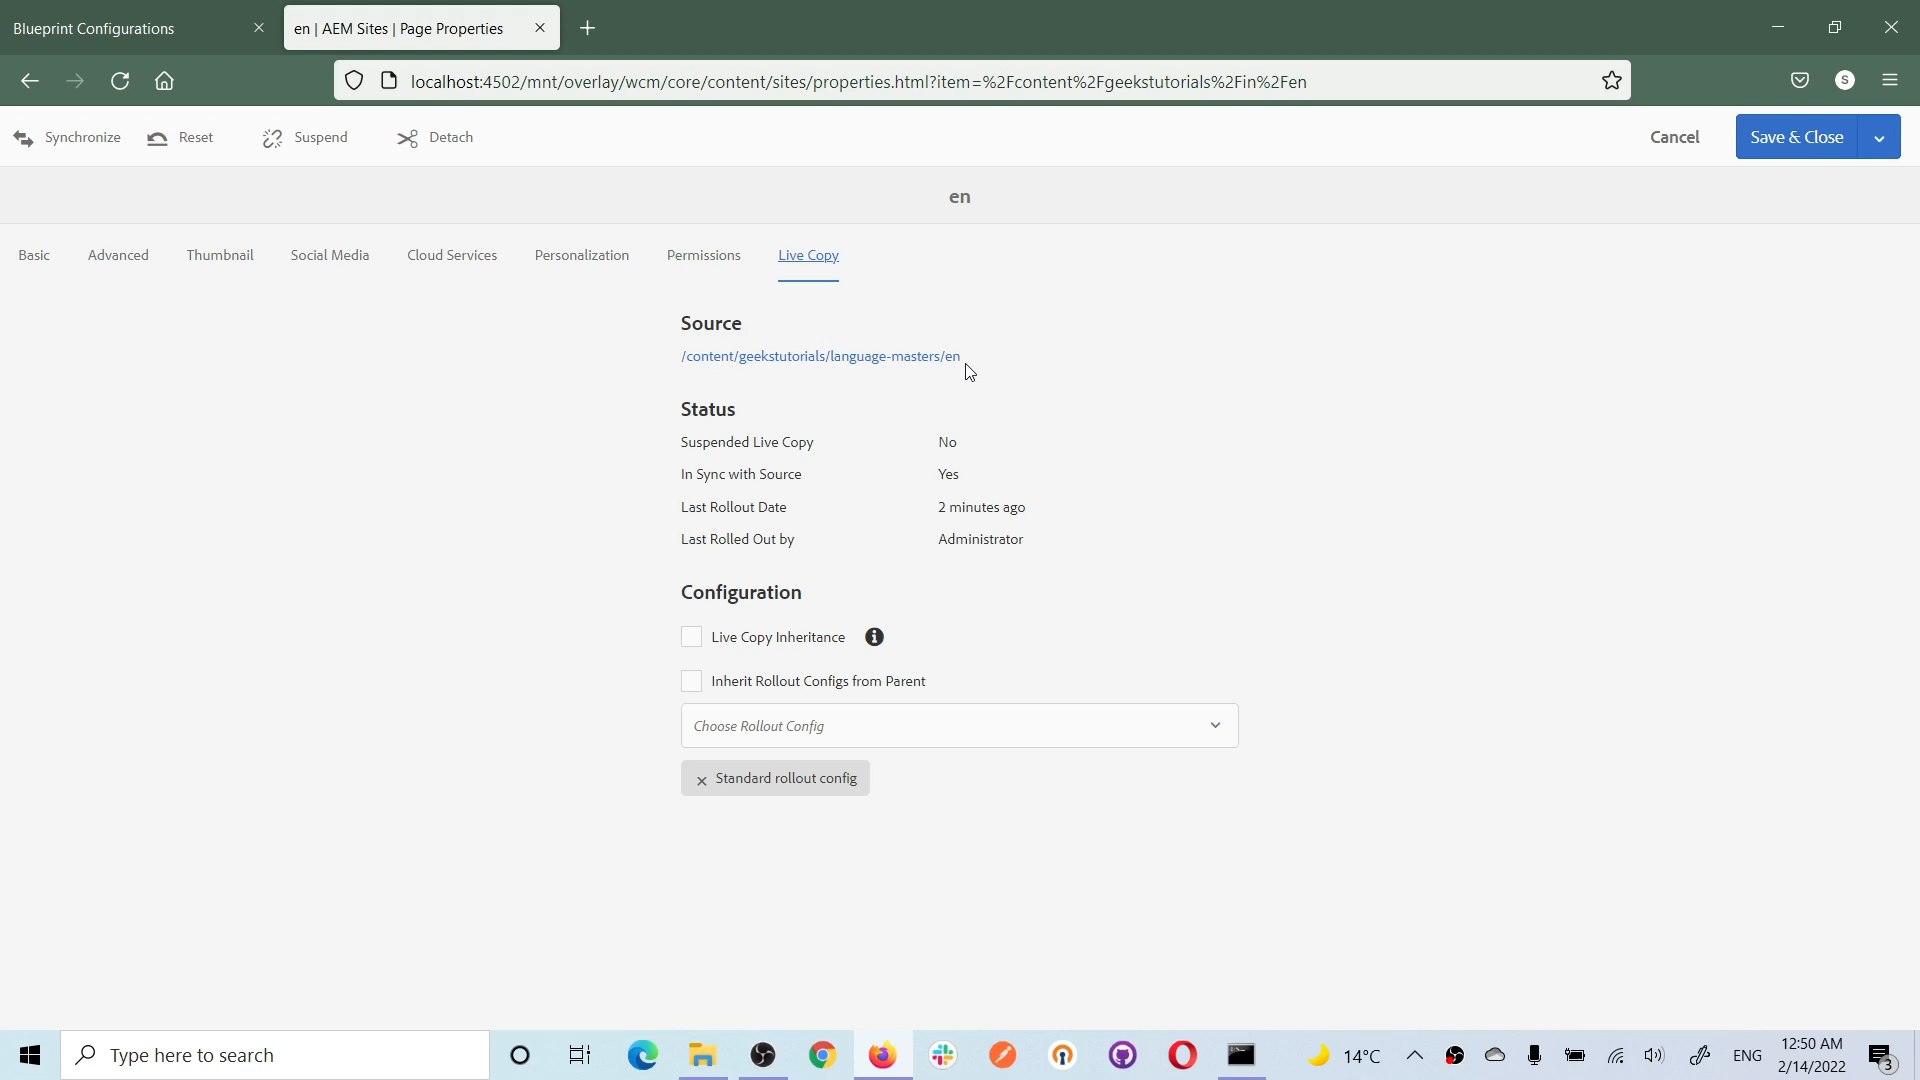 Blueprint Configurations
en | AEM Sites | Page Properties
localhost:4502/mnt/overlay/wcm/core/content/sites/properties.html?item=%2Fcontent%2Fgeekstutorials%2Fin%2Fen
S
Synchronize
Reset
Suspend
Detach
Cancel
Save & Close
en
Basic
Advanced
Thumbnail
Social Media
Cloud Services
Personalization
Permissions
Live Copy
Source
/content/geekstutorials/language-masters/en
Status
Suspended Live Copy No
In Sync with Source Yes
Last Rollout Date 2 minutes ago
Last Rolled Out by Administrator
Configuration
Live Copy Inheritance
Inherit Rollout Configs from Parent
Choose Rollout Config
Standard rollout config
Type here to search
14°C
ENG
12:50 AM
2/14/2022
3